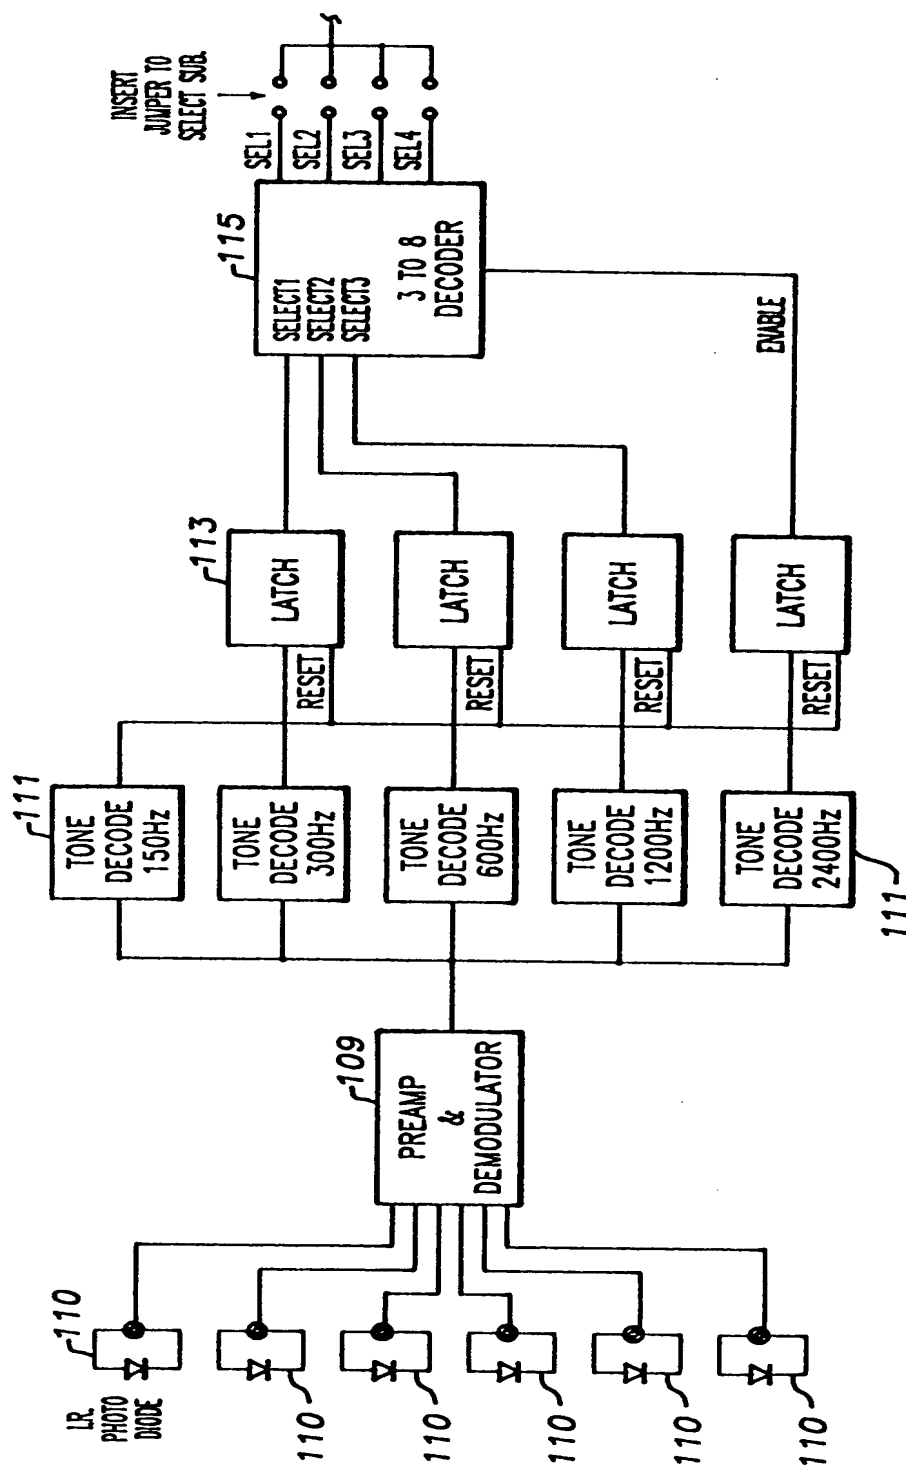 I.R.
PHOTO
DIODE
110
110
110
110
110
110
109
PREAMP
&
DEMODULATOR
111
TONE
DECODE
150Hz
TONE
DECODE
300Hz
TONE
DECODE
600Hz
TONE
DECODE
1200Hz
TONE
DECODE
2400Hz
111
RESET
RESET
RESET
RESET
113
LATCH
LATCH
LATCH
LATCH
ENABLE
115
SELECT1
SELECT2
SELECT3
3 TO 8
DECODER
SEL1
SEL2
SEL3
SEL4
INSERT
JUMPER TO
SELECT SUB.